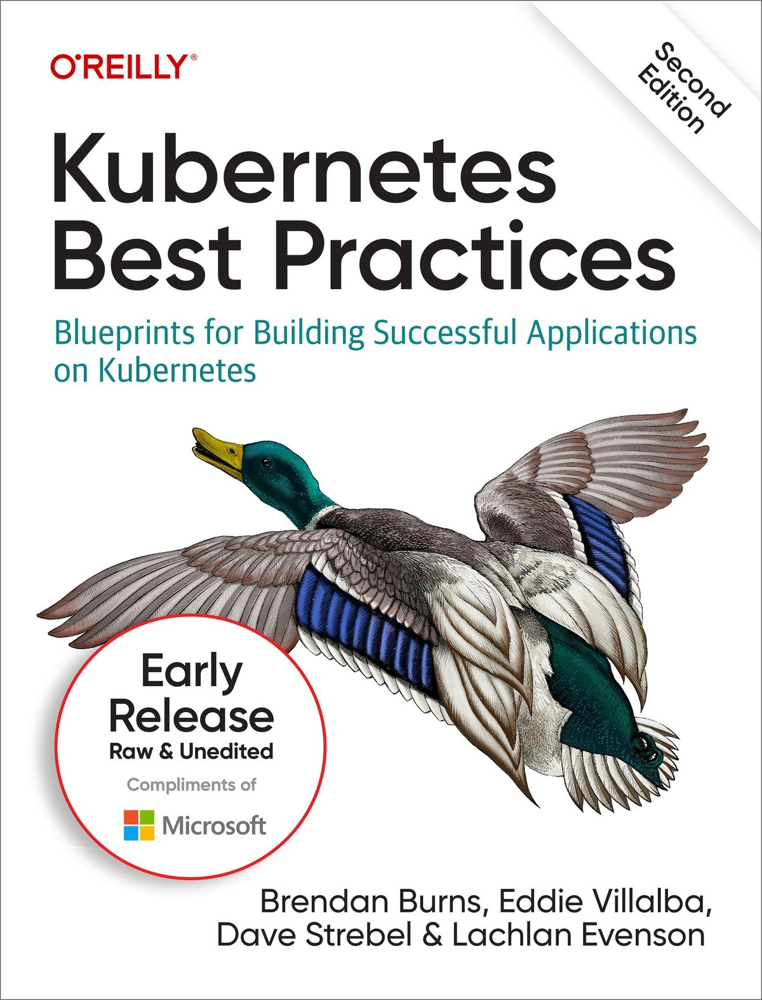 O'REILLY®
Second
Edition
Kubernetes
Best Practices
Blueprints for Building Successful Applications
on Kubernetes
Early
Release
Raw & Unedited
Compliments of
Microsoft
Brendan Burns, Eddie Villalba,
Dave Strebel & Lachlan Evenson